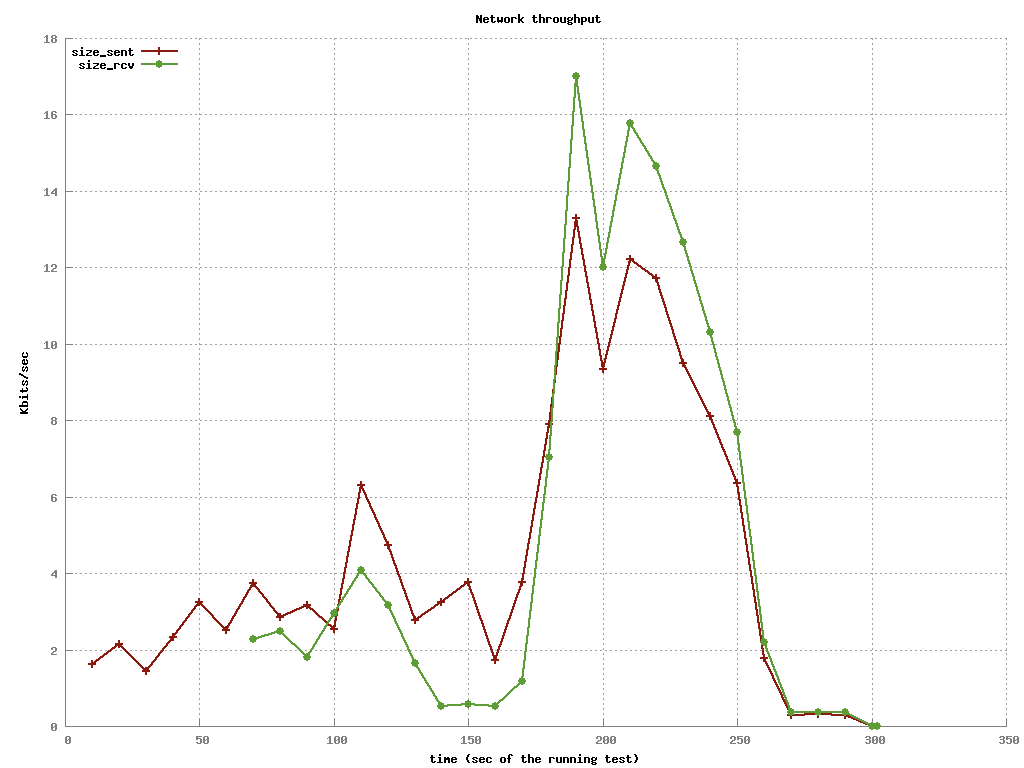 Network throughput
18
size_sent
size_rcv
16
14
12
10
Kbits/sec
8
6
4
2
0
0 50 100 150 200 250 300 350
time (sec of the running test)